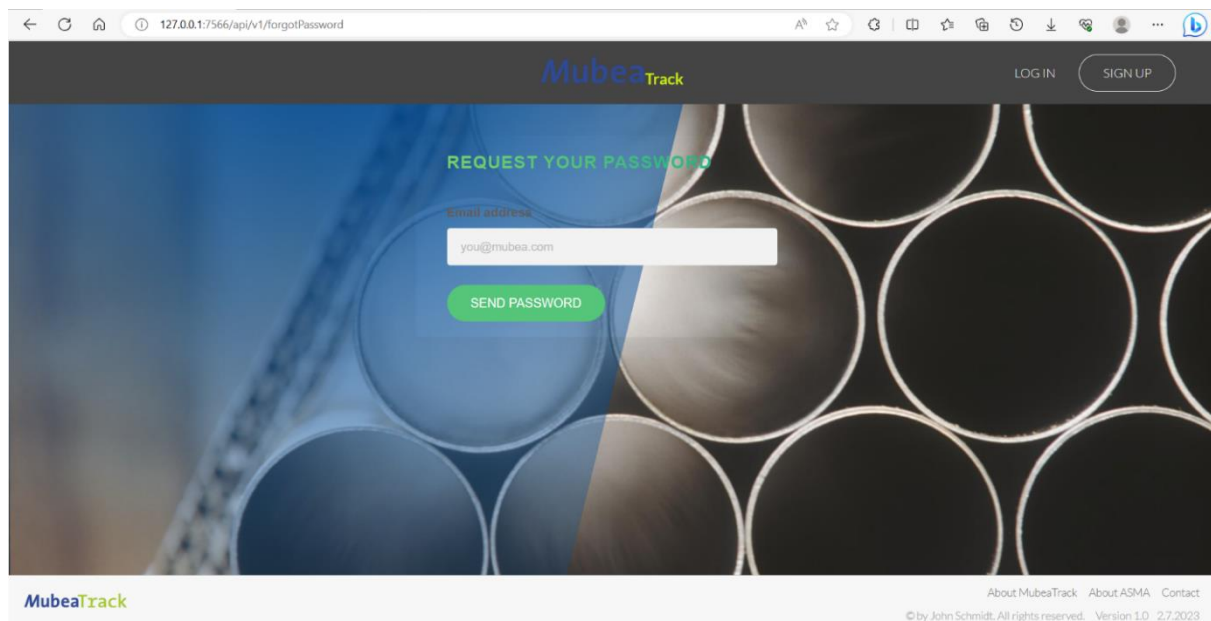 127.0.0.1:7566/api/v1/forgotPassword
MubeaTrack
LOG IN
SIGN UP
REQUEST YOUR PASSWORD
Email address
you@mubea.com
SEND PASSWORD
MubeaTrack
About MubeaTrack About ASMA Contact
© by John Schmidt. All rights reserved. Version 1.0 2.7.2023